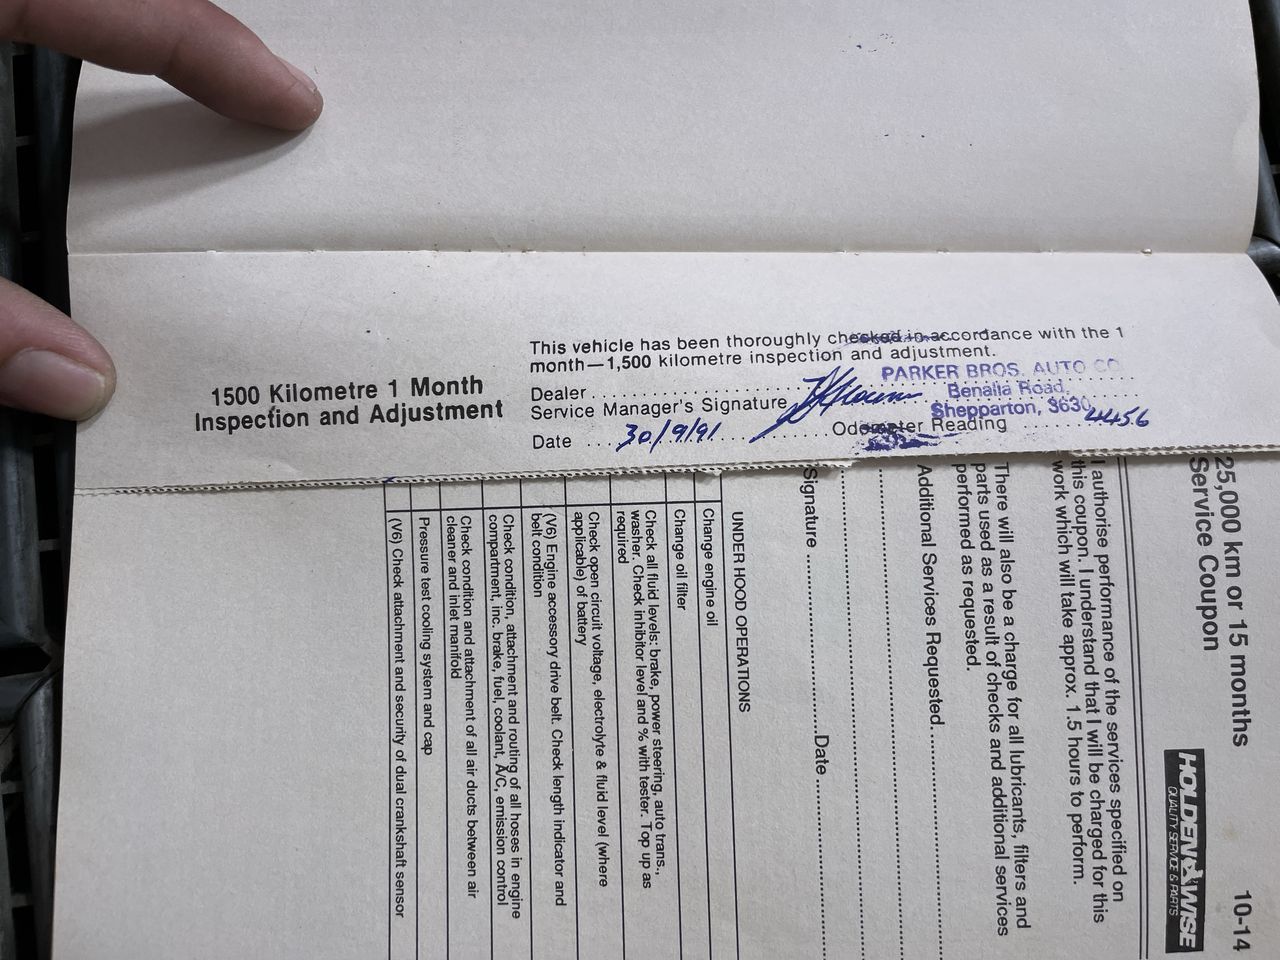 1500 Kilometre 1 Month
Inspection and Adjustment
This vehicle has been thoroughly checked in accordance with the 1
month—1,500 kilometre inspection and adjustment.
PARKER BROS. AUTO CO
Dealer
Benalla Road,
Service Manager's Signature
Shepparton, 3630
Date 30/9/91 Odometer Reading 4456
25,000 km or 15 months 10-14
Service Coupon
HOLDEN WISE
QUALITY SERVICE & PARTS
I authorise performance of the services specified on
this coupon. I understand that I will be charged for this
work which will take approx. 1.5 hours to perform.
There will also be a charge for all lubricants, filters and
parts used as a result of checks and additional services
performed as requested.
Additional Services Requested
Signature Date
UNDER HOOD OPERATIONS
Change engine oil
Change oil filter
Check all fluid levels: brake, power steering, auto trans.,
washer. Check inhibitor level and % with tester. Top up as
required
Check open circuit voltage, electrolyte & fluid level (where
applicable) of battery
(V6) Engine accessory drive belt. Check length indicator and
belt condition
Check condition, attachment and routing of all hoses in engine
compartment, inc. brake, fuel, coolant, A/C, emission control
Check condition and attachment of all air ducts between air
cleaner and inlet manifold
Pressure test cooling system and cap
(V6) Check attachment and security of dual crankshaft sensor